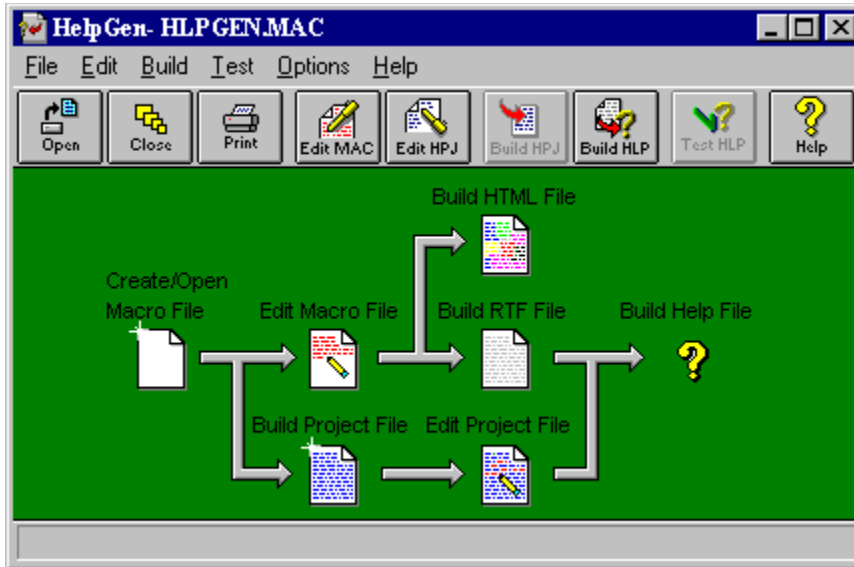 HelpGen- HLPGEN.MAC
File Edit Build Test Options Help
Open Close Print Edit MAC Edit HPJ Build HPJ Build HLP Test HLP Help
Build HTML File
Create/Open
Macro File Edit Macro File Build RTF File Build Help File
Build Project File Edit Project File